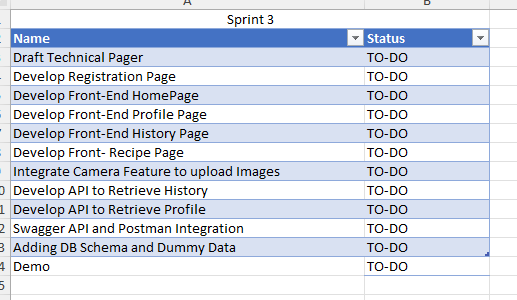 A B
Sprint 3
Name Status
Draft Technical Pager TO-DO
Develop Registration Page TO-DO
Develop Front-End HomePage TO-DO
Develop Front-End Profile Page TO-DO
Develop Front-End History Page TO-DO
Develop Front- Recipe Page TO-DO
Integrate Camera Feature to upload Images TO-DO
Develop API to Retrieve History TO-DO
Develop API to Retrieve Profile TO-DO
Swagger API and Postman Integration TO-DO
Adding DB Schema and Dummy Data TO-DO
Demo TO-DO